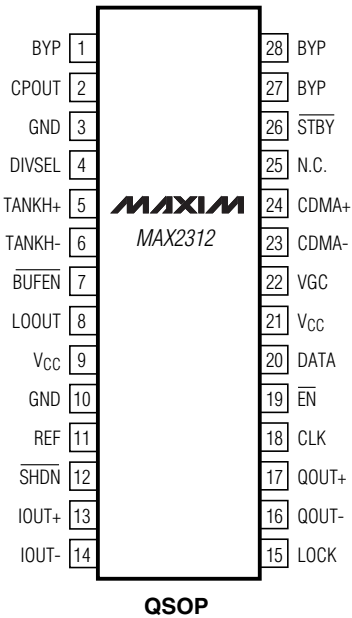 BYP 1
CPOUT 2
GND 3
DIVSEL 4
TANKH+ 5
TANKH- 6
BUFEN 7
LOOUT 8
VCC 9
GND 10
REF 11
SHDN 12
IOUT+ 13
IOUT- 14
MAXIM
MAX2312
28 BYP
27 BYP
26 STBY
25 N.C.
24 CDMA+
23 CDMA-
22 VGC
21 VCC
20 DATA
19 EN
18 CLK
17 QOUT+
16 QOUT-
15 LOCK
QSOP